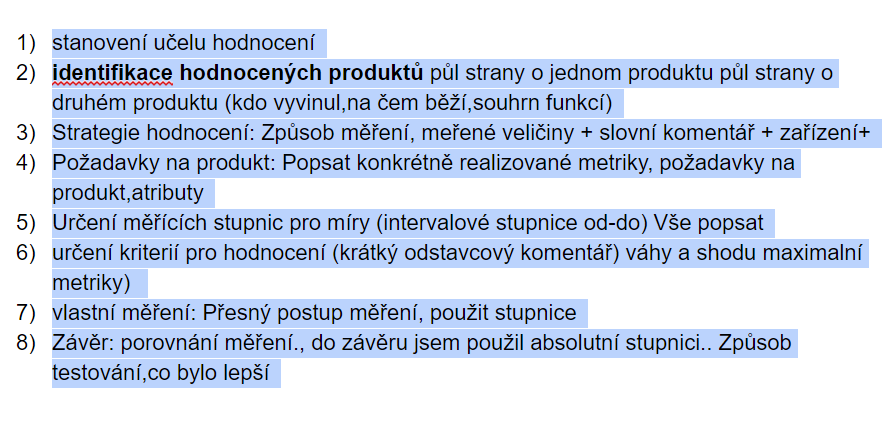 1) stanovení učelu hodnocení
2) identifikace hodnocených produktů půl strany o jednom produktu půl strany o
druhém produktu (kdo vyvinul,na čem běží,souhrn funkcí)
3) Strategie hodnocení: Způsob měření, meřené veličiny + slovní komentář + zařízení+
4) Požadavky na produkt: Popsat konkrétně realizované metriky, požadavky na
produkt,atributy
5) Určení měřících stupnic pro míry (intervalové stupnice od-do) Vše popsat
6) určení kriterií pro hodnocení (krátký odstavcový komentář) váhy a shodu maximalní
metriky)
7) vlastní měření: Přesný postup měření, použit stupnice
8) Závěr: porovnání měření., do závěru jsem použil absolutní stupnici.. Způsob
testování,co bylo lepší